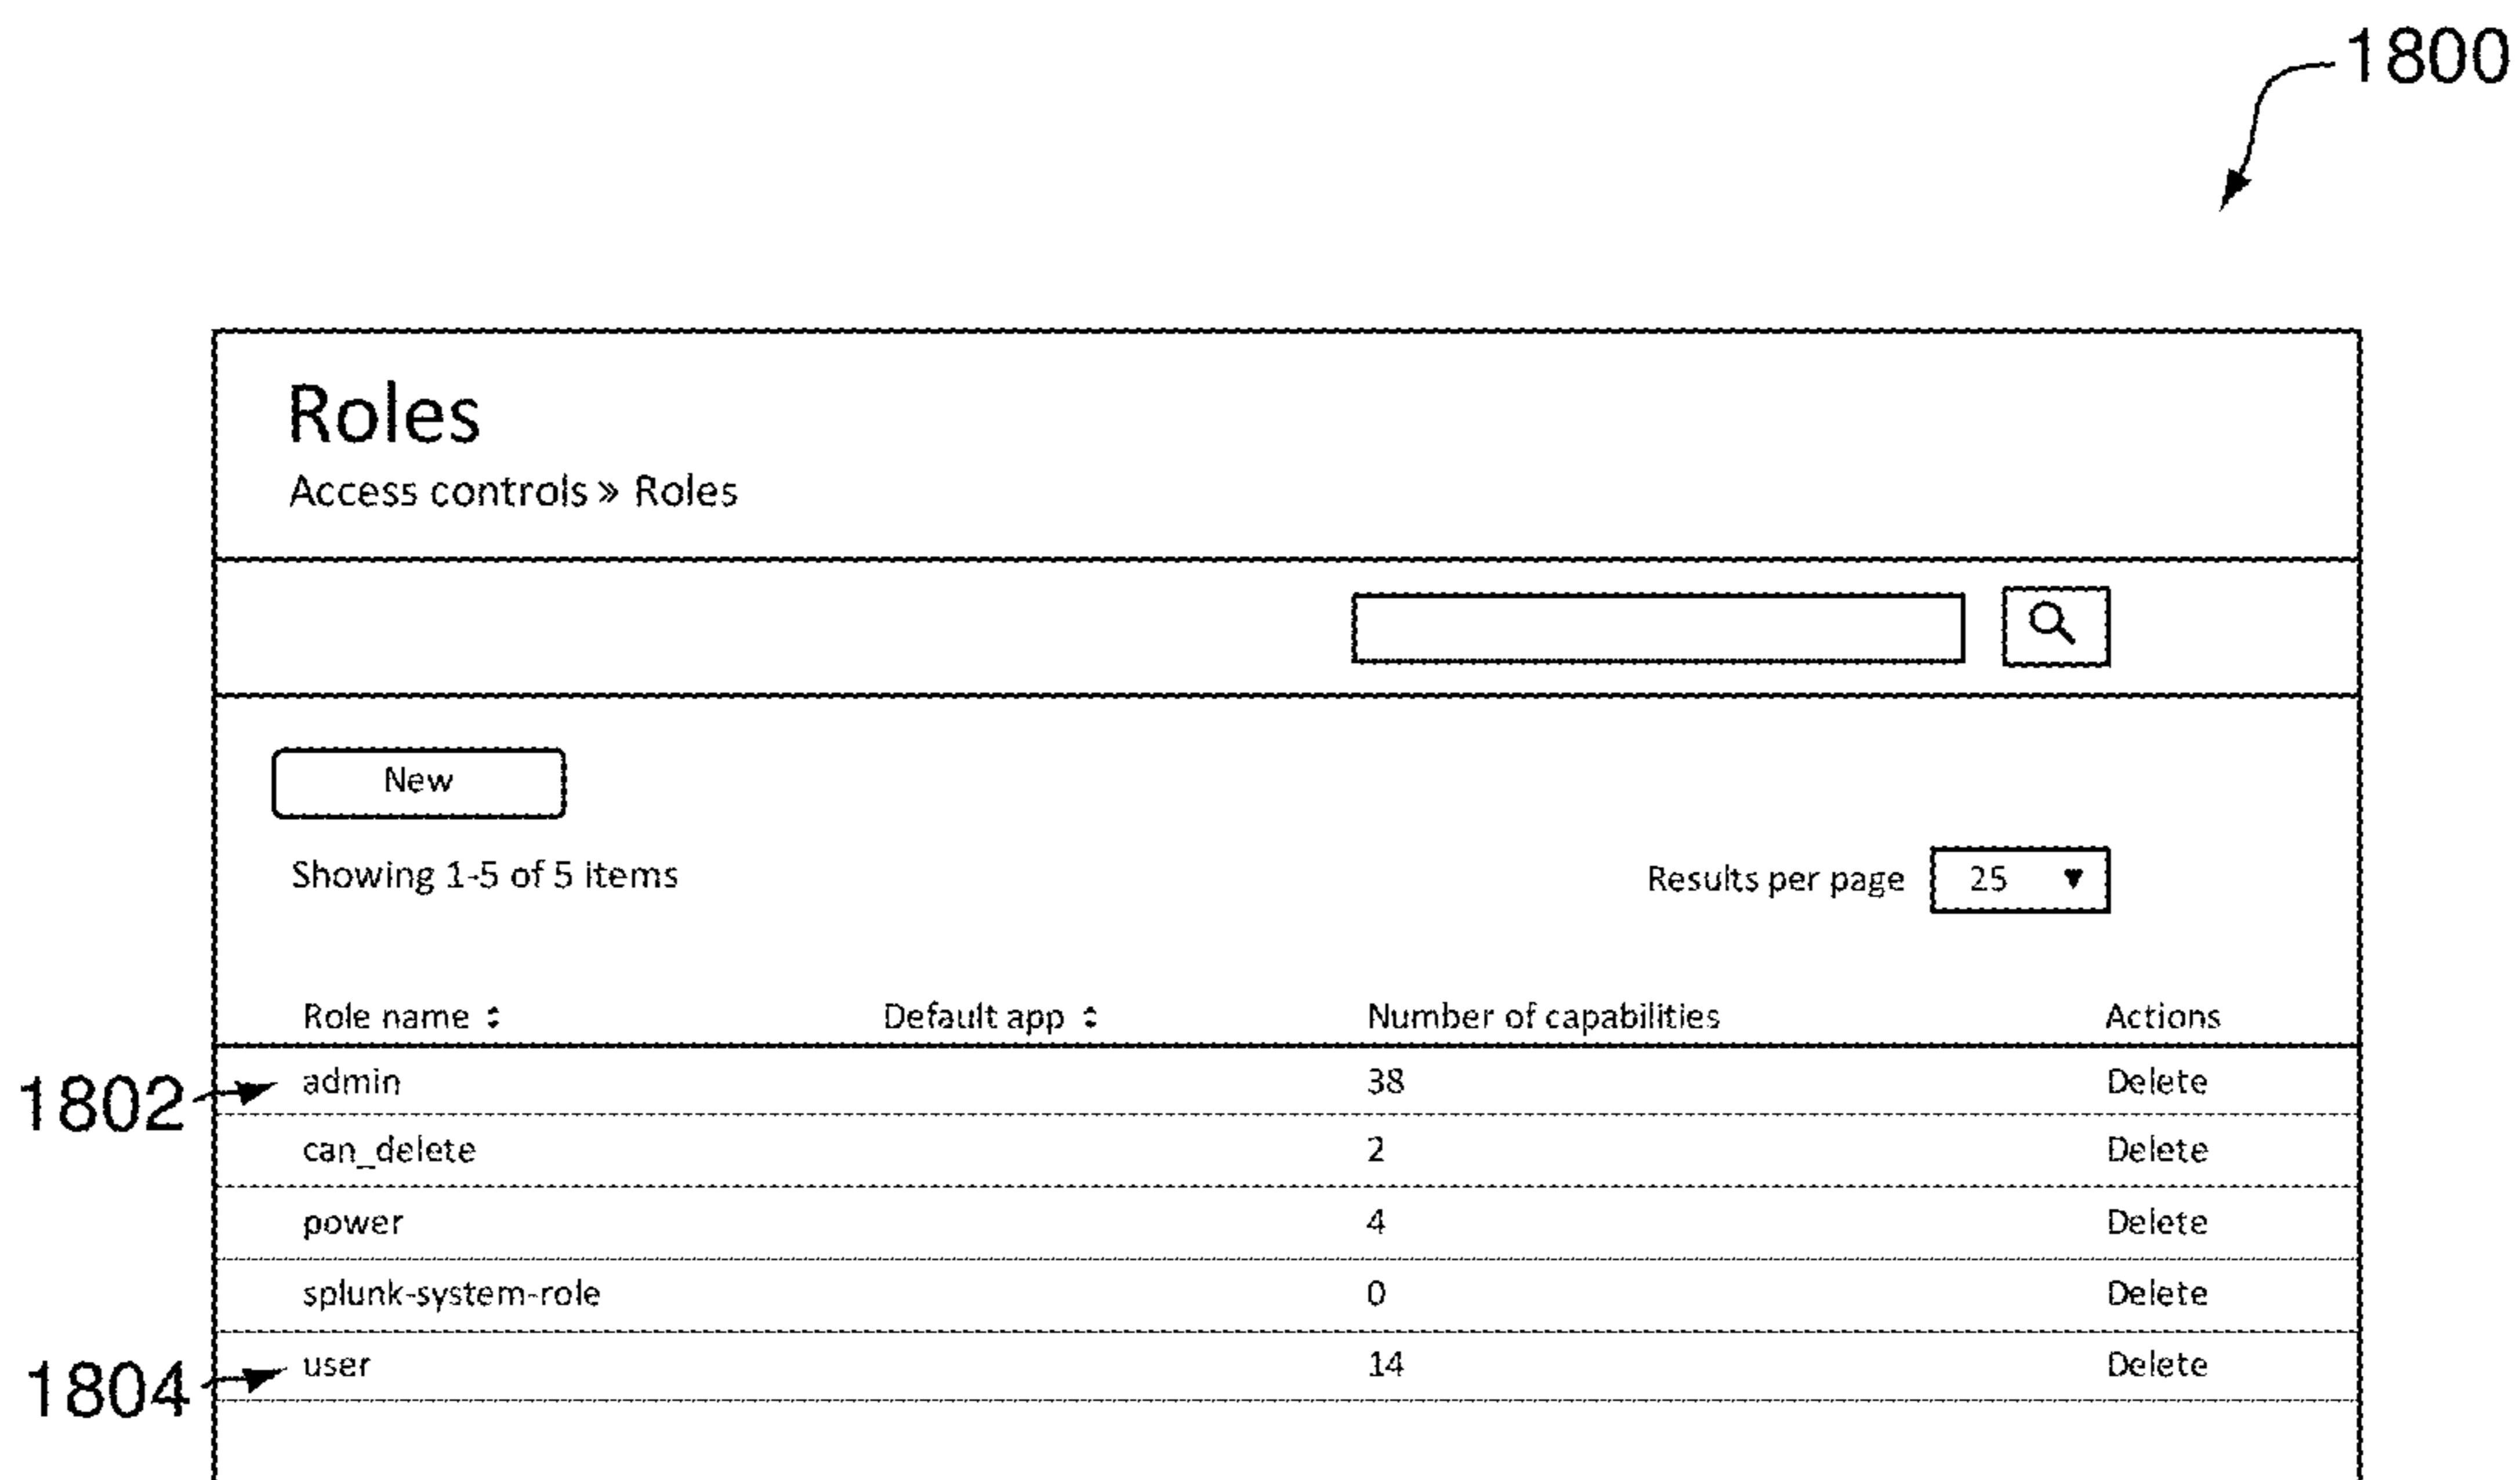 1800
Roles
Access controls » Roles
New
Showing 1-5 of 5 items
Results per page 25 ▼
Role name Default app Number of capabilities Actions
1802 admin 38 Delete
can_delete 2 Delete
power 4 Delete
splunk-system-role 0 Delete
1804 user 14 Delete